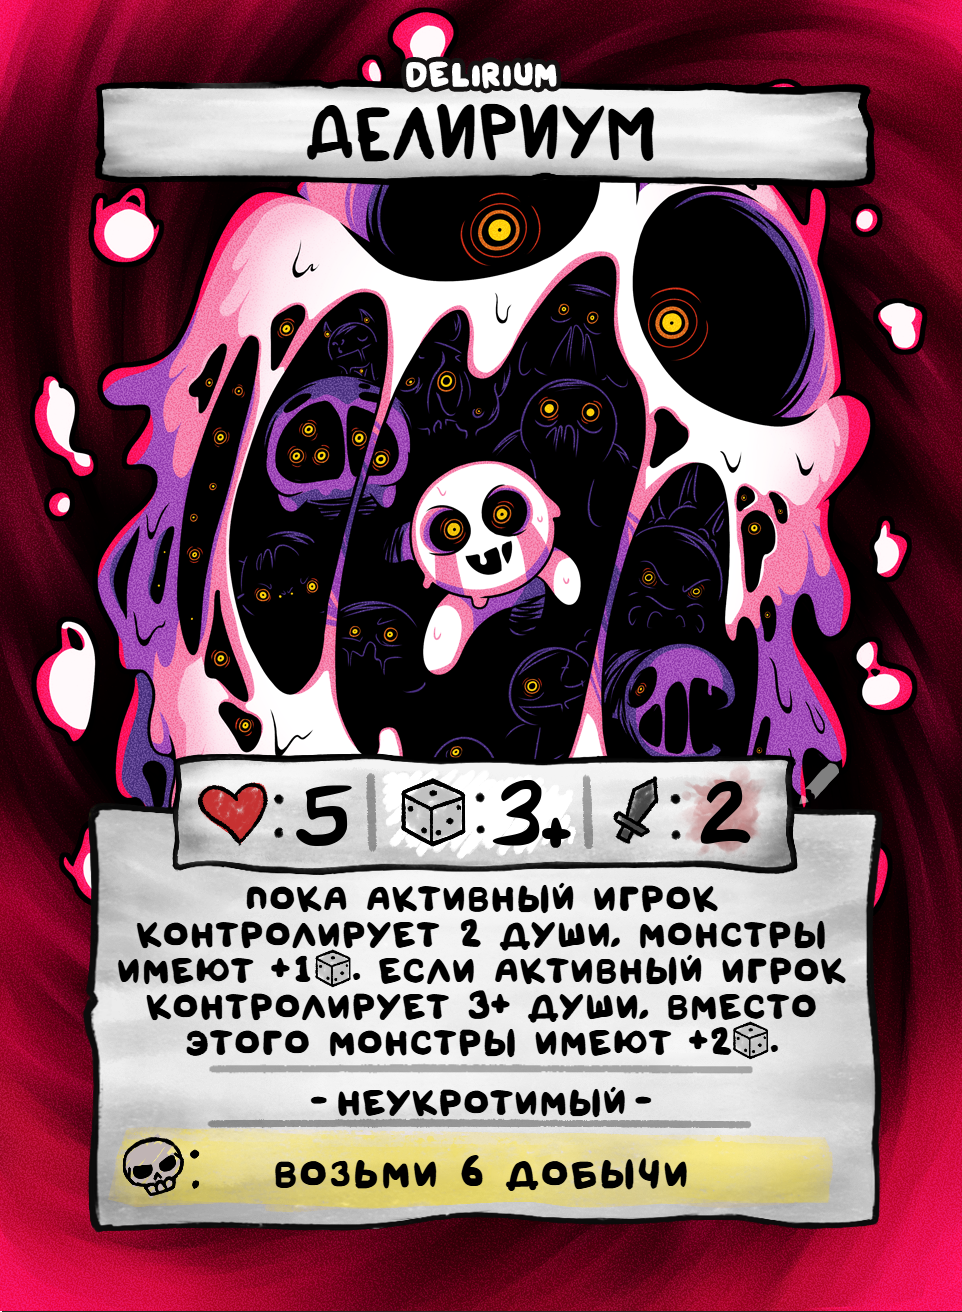 DELIRIUM
ДЕЛИРИУМ
: 5 : 3+ : 2
ПОКА АКТИВНЫЙ ИГРОК
КОНТРОЛИРУЕТ 2 ДУШИ, МОНСТРЫ
ИМЕЮТ +1. ЕСЛИ АКТИВНЫЙ ИГРОК
КОНТРОЛИРУЕТ 3+ ДУШИ, ВМЕСТО
ЭТОГО МОНСТРЫ ИМЕЮТ +2.
- НЕУКРОТИМЫЙ -
: ВОЗЬМИ 6 ДОБЫЧИ